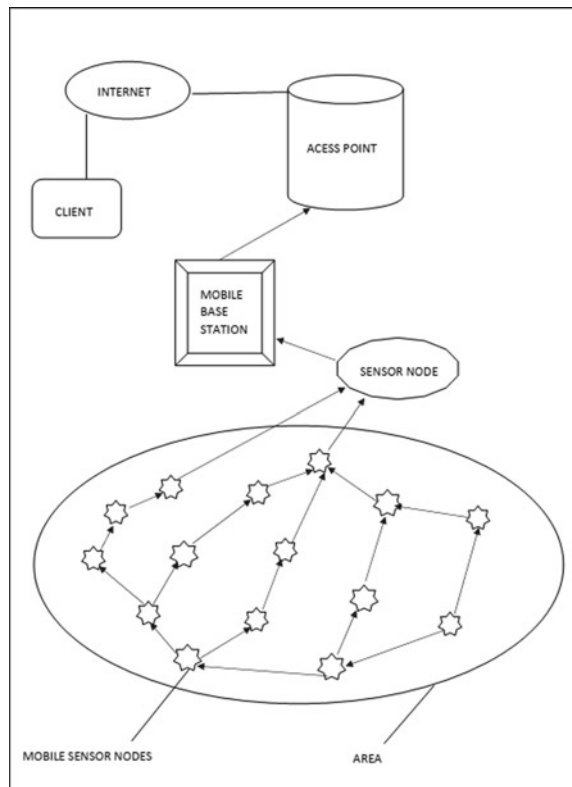 INTERNET
ACESS POINT
CLIENT
MOBILE
BASE
STATION
SENSOR NODE
MOBILE SENSOR NODES
AREA